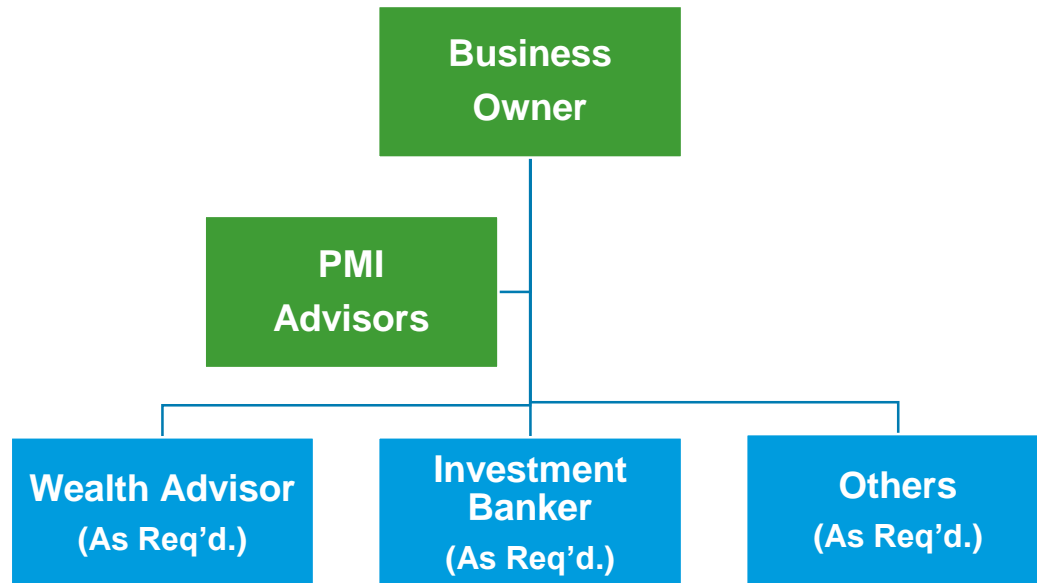 Business
Owner
PMI
Advisors
Wealth Advisor
(As Req’d.)
Investment
Banker
(As Req’d.)
Others
(As Req’d.)